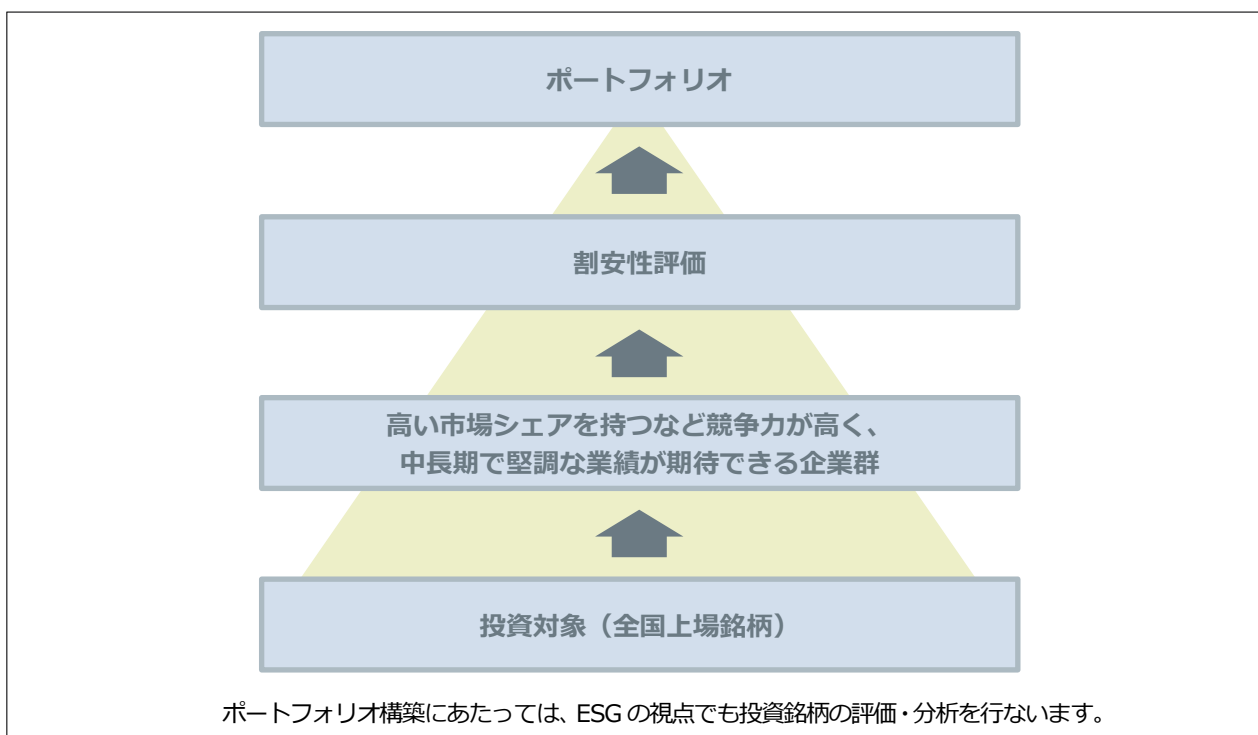 ポートフォリオ
割安性評価
高い市場シェアを持つなど競争力が高く、
中長期で堅調な業績が期待できる企業群
投資対象（全国上場銘柄）
ポートフォリオ構築にあたっては、ESGの視点でも投資銘柄の評価・分析を行ないます。